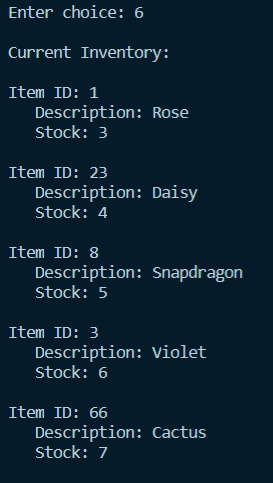 Enter choice: 6
Current Inventory:
Item ID: 1
Description: Rose
Stock: 3
Item ID: 23
Description: Daisy
Stock: 4
Item ID: 8
Description: Snapdragon
Stock: 5
Item ID: 3
Description: Violet
Stock: 6
Item ID: 66
Description: Cactus
Stock: 7